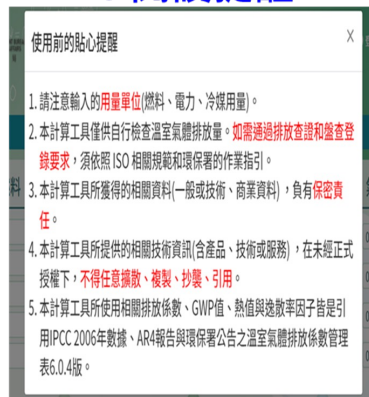 使用前的貼心提醒 X
1. 請注意輸入的用量單位(燃料、電力、冷媒用量)。
2. 本計算工具僅供自行檢查溫室氣體排放量。如需通過排放查證和盤查登
錄要求，須依照 ISO 相關規範和環保署的作業指引。
3. 本計算工具所獲得的相關資料(一般或技術、商業資料) ，負有保密責
任。
4. 本計算工具所提供的相關技術資訊(含產品、技術或服務) ，在未經正式
授權下，不得任意擴散、複製、抄襲、引用。
5. 本計算工具所使用相關排放係數、GWP值、熱值與逸散率因子皆是引
用IPCC 2006年數據、AR4報告與環保署公告之溫室氣體排放係數管理
表6.0.4版。